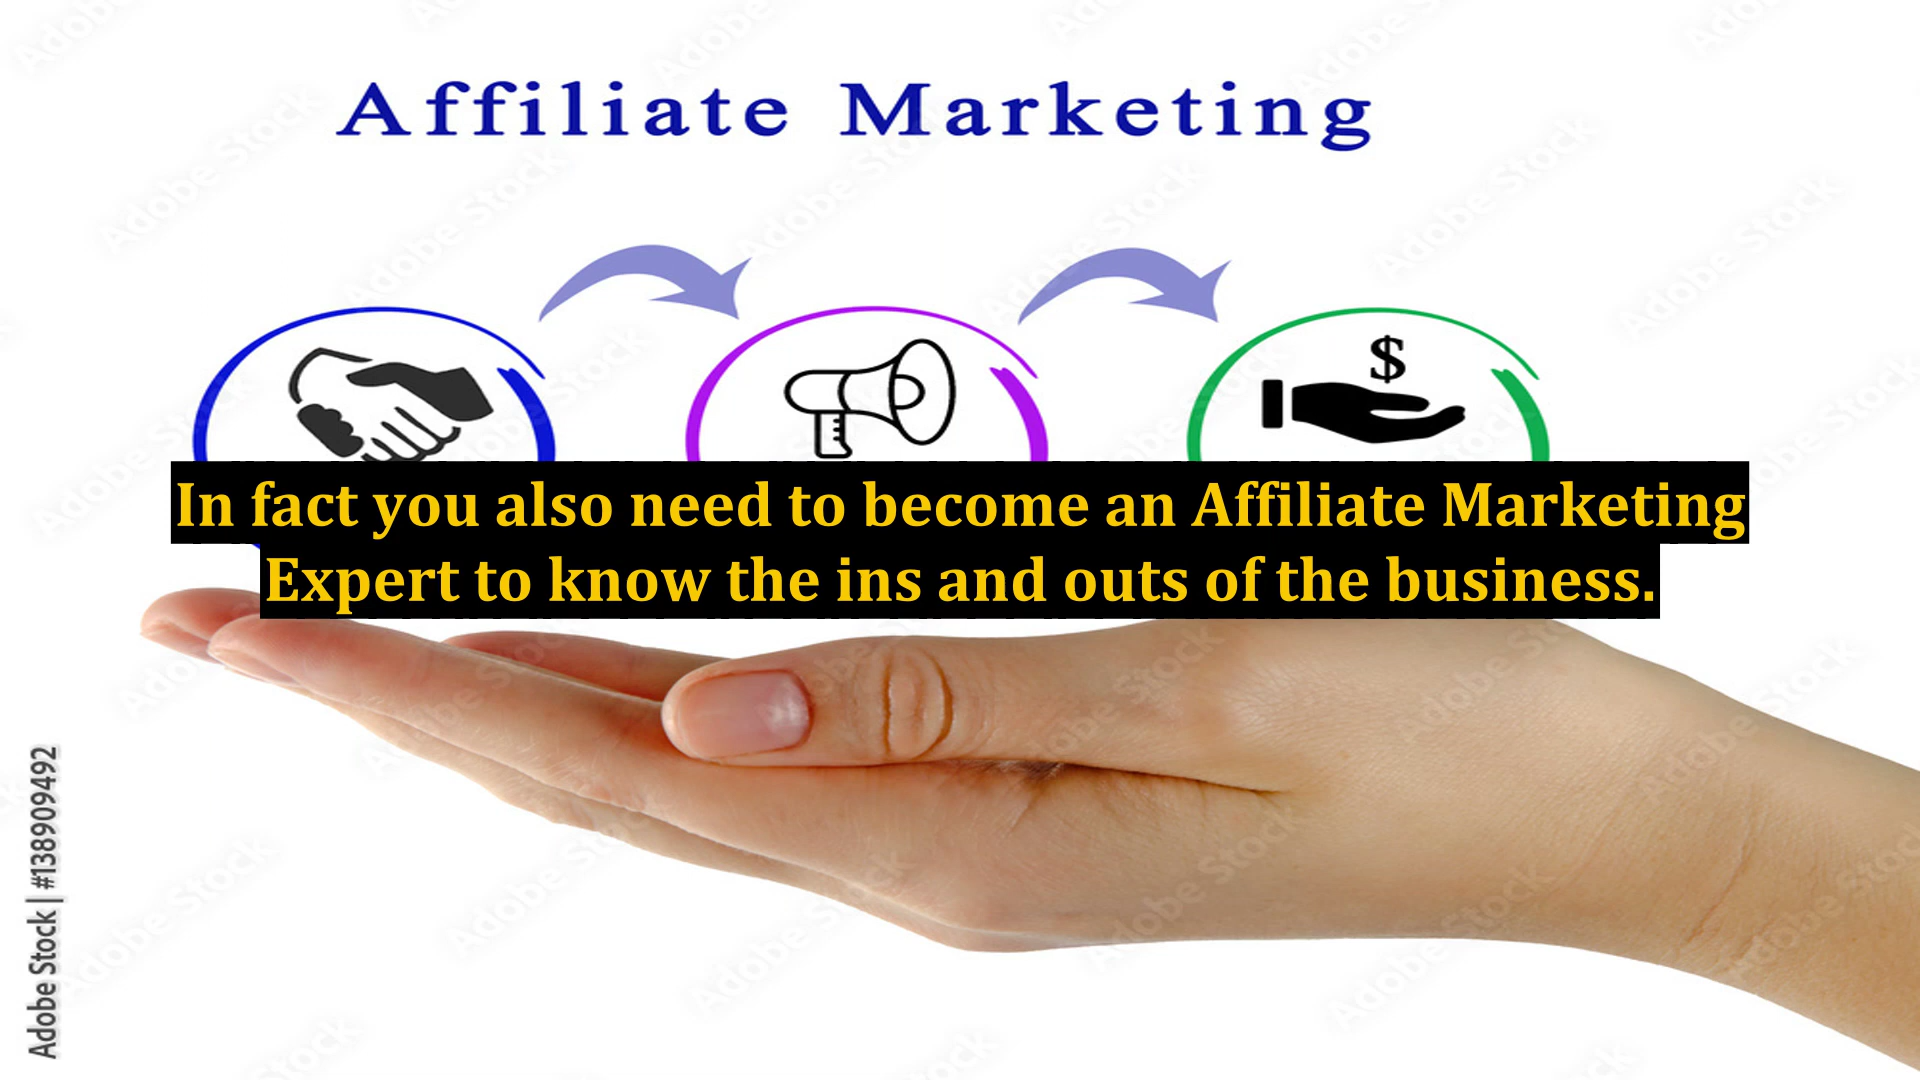 Affiliate Marketing
$
In fact you also need to become an Affiliate Marketing
Expert to know the ins and outs of the business.
Adobe Stock | #138909492